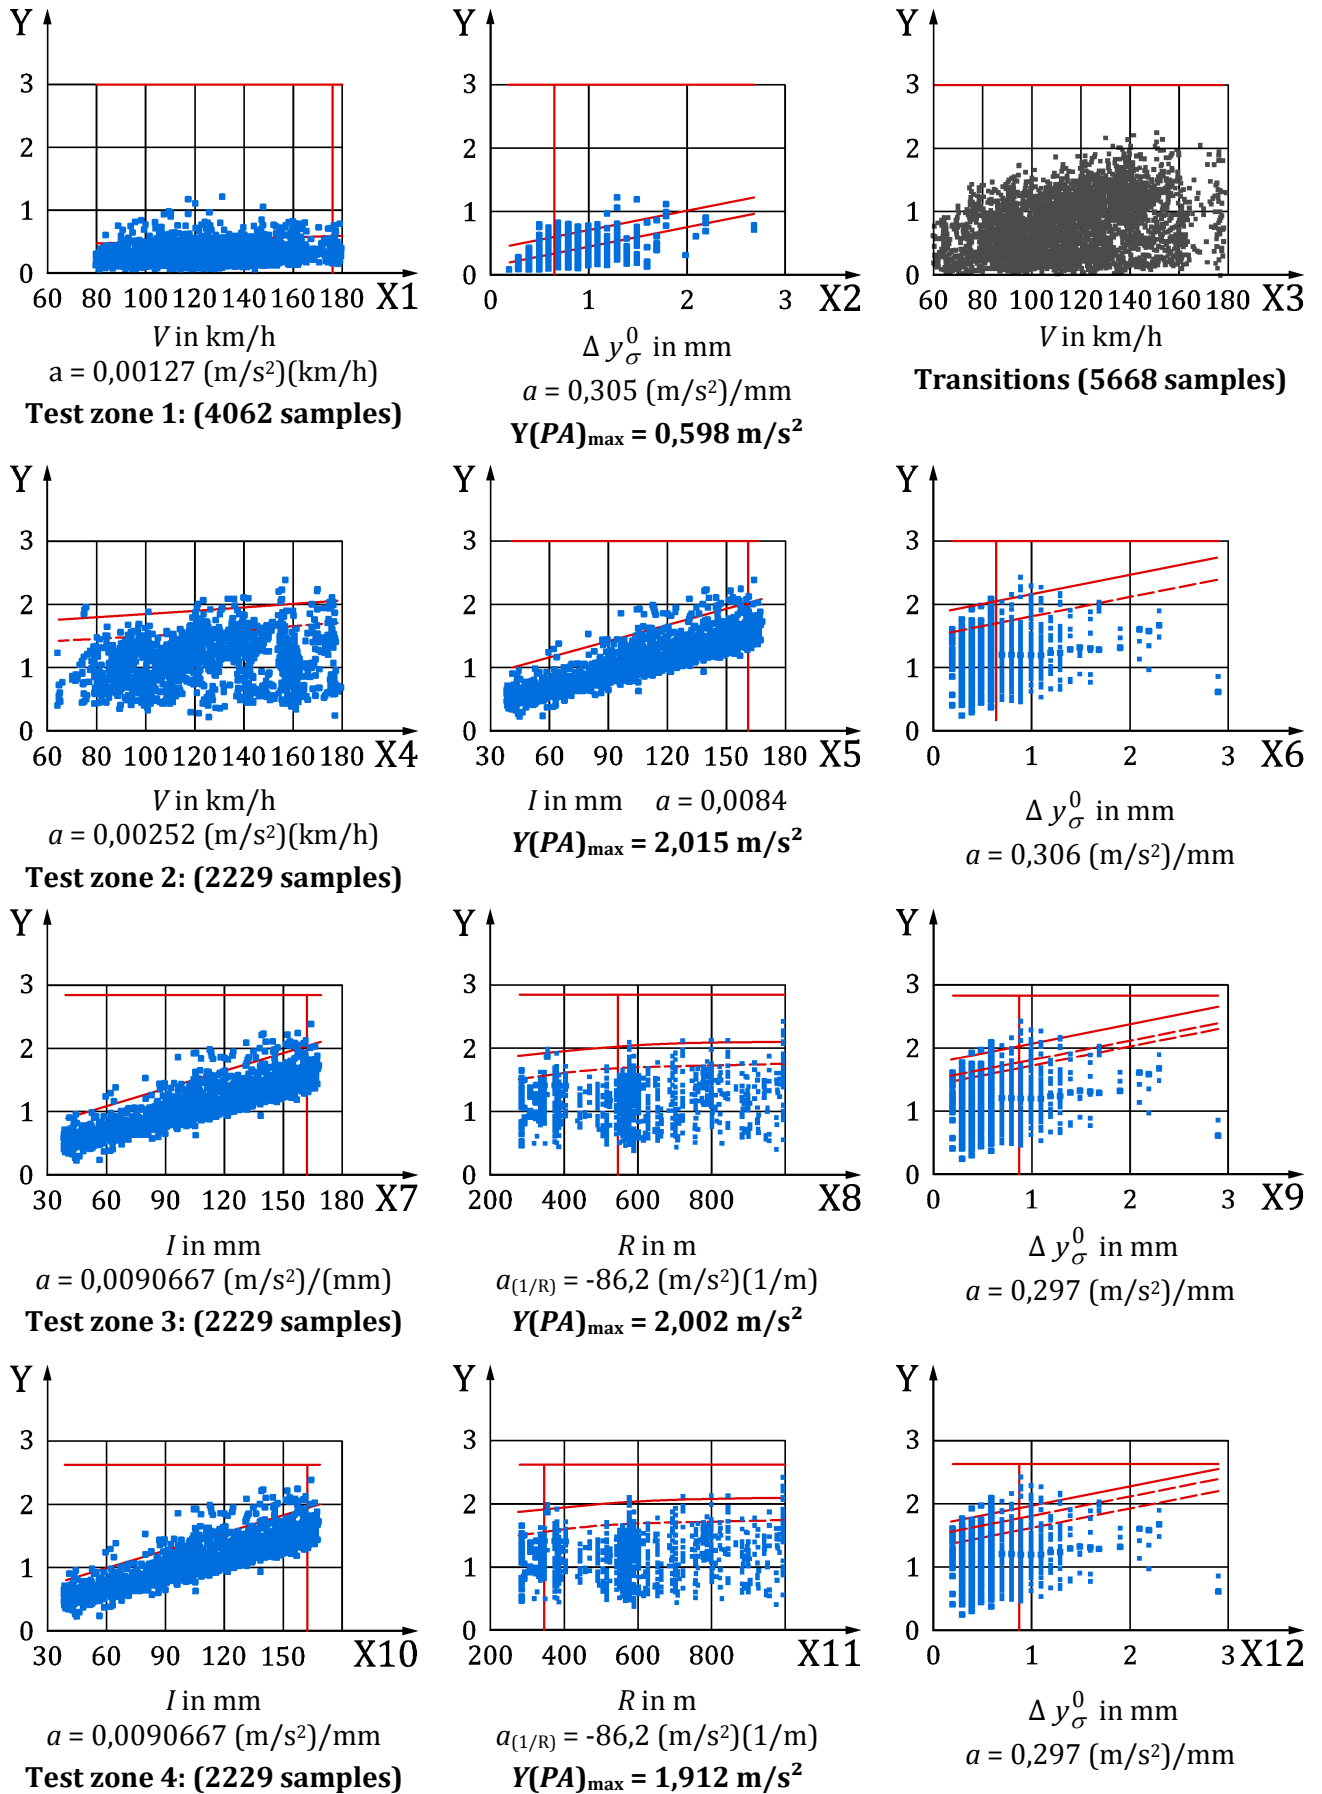 Y Y Y
3 3 3
2 2 2
1 1 1
0 0 0
60 80 100 120 140 160 180 X1 0 1 2 3 X2 60 80 100 120 140 160 180 X3
V in km/h Δ y⁰σ in mm V in km/h
a = 0,00127 (m/s²)(km/h) a = 0,305 (m/s²)/mm Transitions (5668 samples)
Test zone 1: (4062 samples) Y(PA)max = 0,598 m/s²
Y Y Y
3 3 3
2 2 2
1 1 1
0 0 0
60 80 100 120 140 160 180 X4 30 60 90 120 150 180 X5 0 1 2 3 X6
V in km/h I in mm a = 0,0084 Δ y⁰σ in mm
a = 0,00252 (m/s²)(km/h) Y(PA)max = 2,015 m/s² a = 0,306 (m/s²)/mm
Test zone 2: (2229 samples)
Y Y Y
3 3 3
2 2 2
1 1 1
0 0 0
30 60 90 120 150 180 X7 200 400 600 800 X8 0 1 2 3 X9
I in mm R in m Δ y⁰σ in mm
a = 0,0090667 (m/s²)/(mm) a(1/R) = -86,2 (m/s²)(1/m) a = 0,297 (m/s²)/mm
Test zone 3: (2229 samples) Y(PA)max = 2,002 m/s²
Y Y Y
3 3 3
2 2 2
1 1 1
0 0 0
30 60 90 120 150 X10 200 400 600 800 X11 0 1 2 3 X12
I in mm R in m Δ y⁰σ in mm
a = 0,0090667 (m/s²)/mm a(1/R) = -86,2 (m/s²)(1/m) a = 0,297 (m/s²)/mm
Test zone 4: (2229 samples) Y(PA)max = 1,912 m/s²